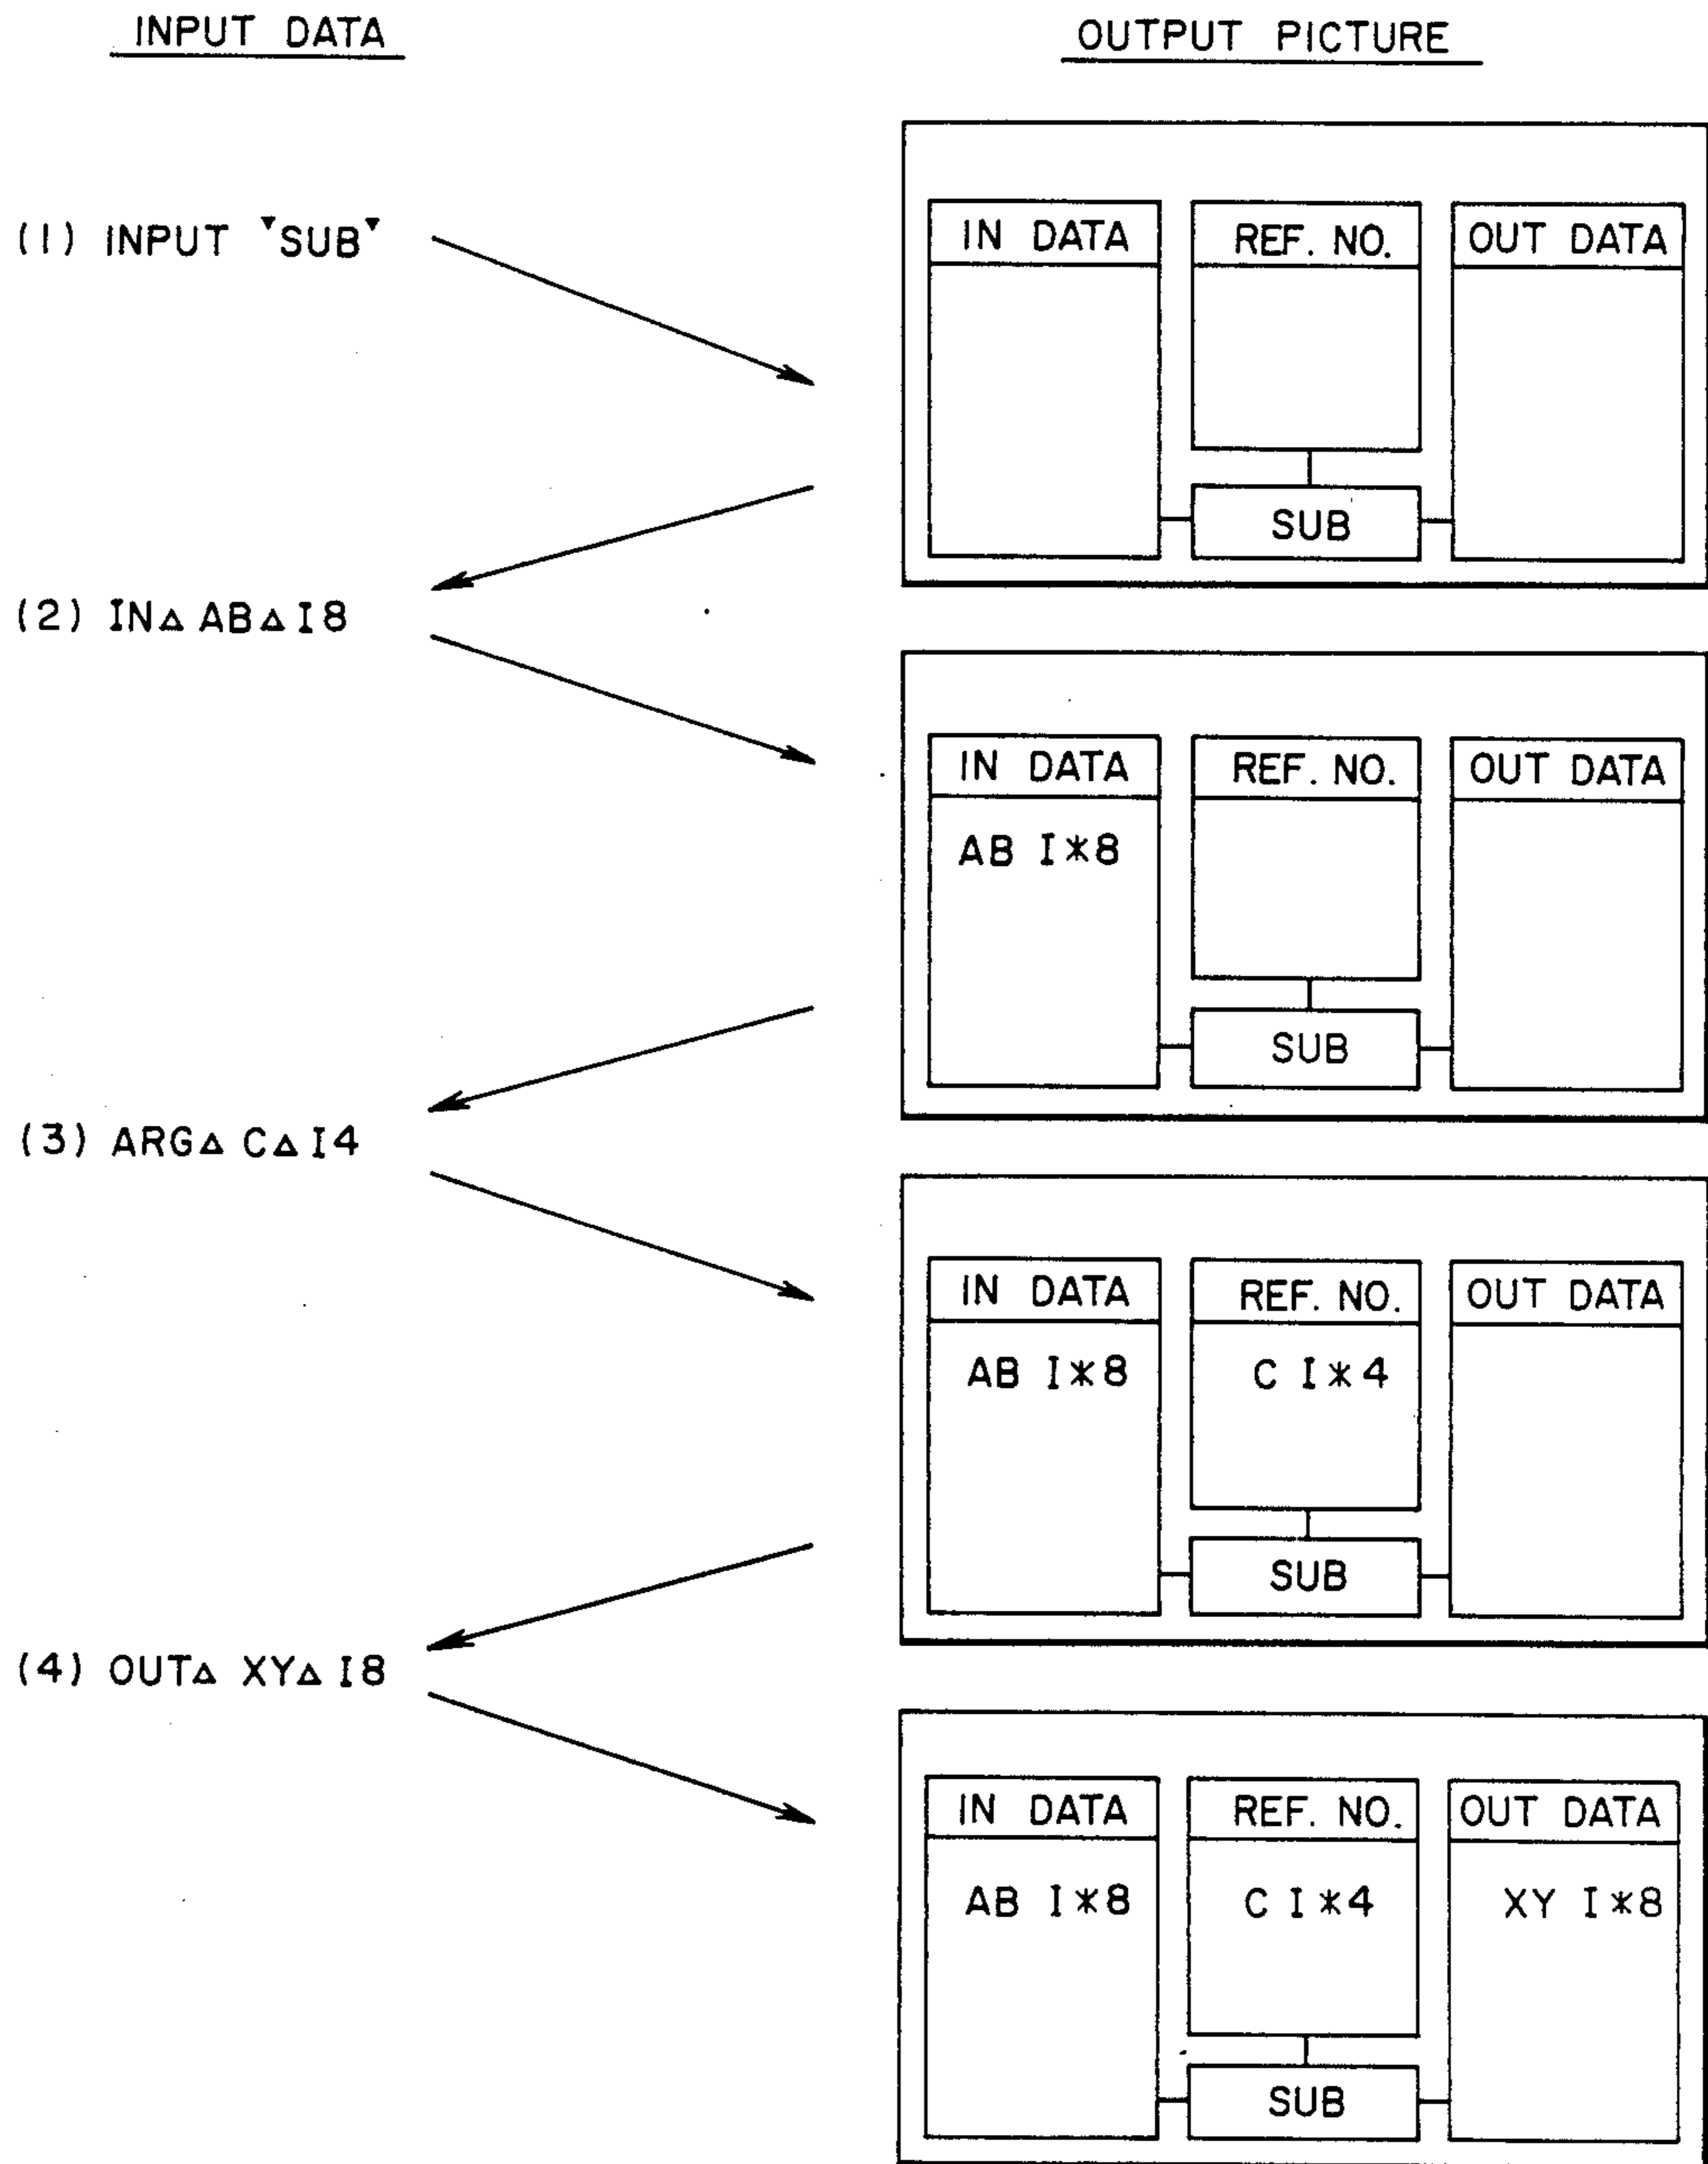 INPUT DATA
OUTPUT PICTURE
(1) INPUT ▾SUB▾
IN DATA REF. NO. OUT DATA
SUB
(2) IN△ AB△ I8
IN DATA REF. NO. OUT DATA
AB I*8
SUB
(3) ARG△ C△ I4
IN DATA REF. NO. OUT DATA
AB I*8 C I*4
SUB
(4) OUT△ XY△ I8
IN DATA REF. NO. OUT DATA
AB I*8 C I*4 XY I*8
SUB